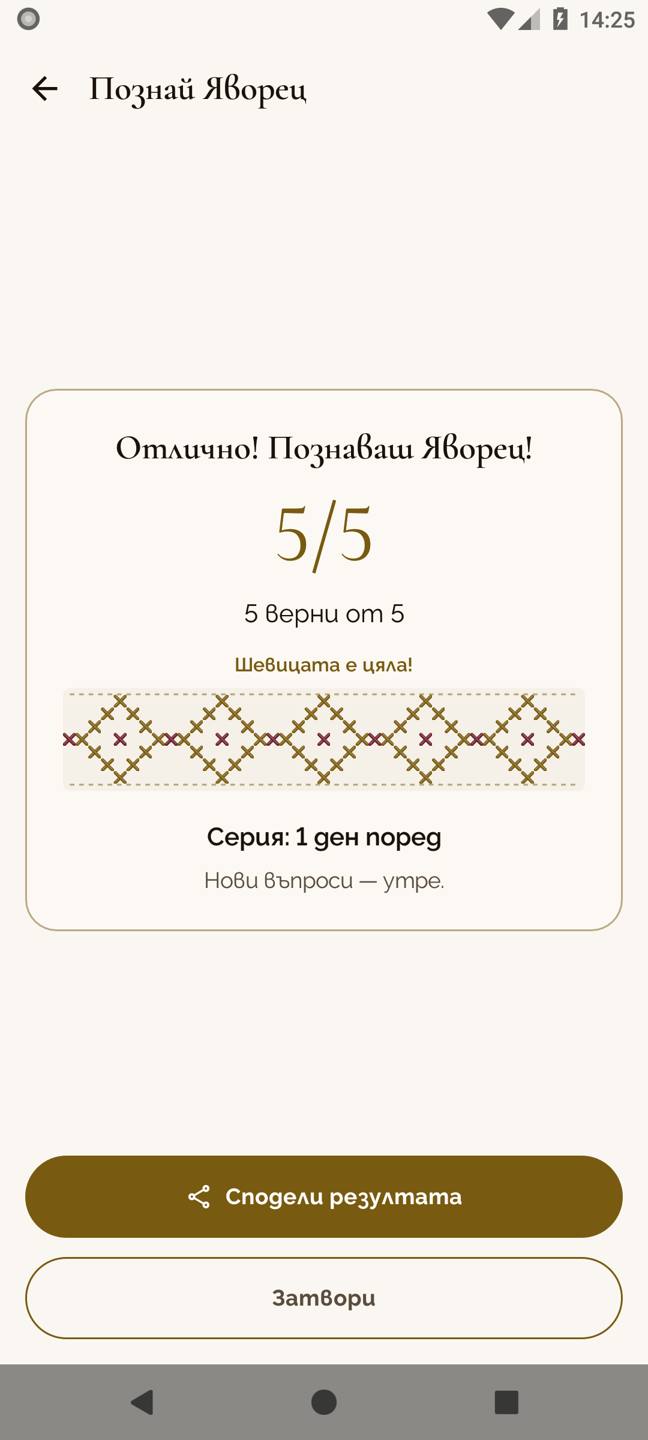 14:25
Познай Яворец
Отлично! Познаваш Яворец!
5/5
5 верни от 5
Шевицата е цяла!
Серия: 1 ден поред
Нови въпроси — утре.
Сподели резултата
Затвори